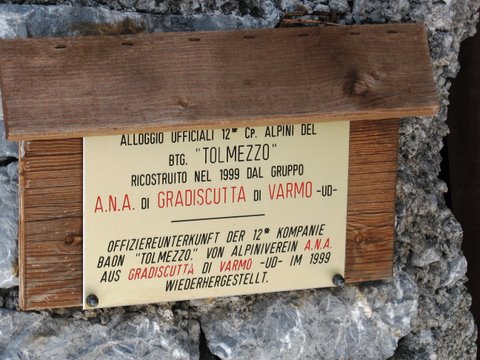 ALLOGGIO UFFICIALI 12ª CP. ALPINI DEL
BTG. "TOLMEZZO"
RICOSTRUITO NEL 1999 DAL GRUPPO
A.N.A. DI GRADISCUTTA DI VARMO -UD-
OFFIZIEREUNTERKUNFT DER 12ª KOMPANIE
BAON "TOLMEZZO." VON ALPINIVEREIN A.N.A.
AUS GRADISCUTTA DI VARMO -UD- IM 1999
WIEDERHERGESTELLT.